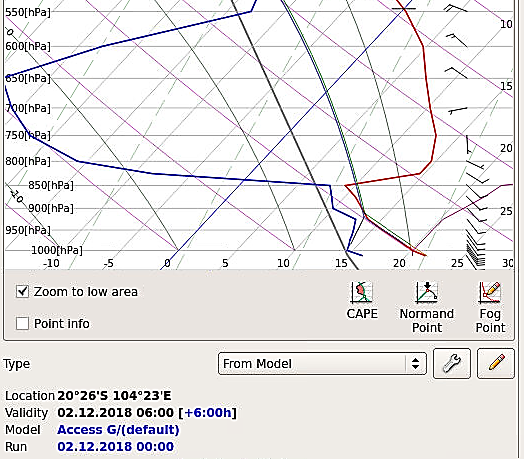 550[hPa]
10
0
600[hPa]
650[hPa]
15
700[hPa]
750[hPa]
20
800[hPa]
850[hPa]
-20
900[hPa]
25
950[hPa]
1000[hPa]
-10 -5 0 5 10 15 20 25 30
Zoom to low area
Point info
CAPE Normand Point Fog Point
Type From Model
Location 20°26'S 104°23'E
Validity 02.12.2018 06:00 [+6:00h]
Model Access G/(default)
Run 02.12.2018 00:00